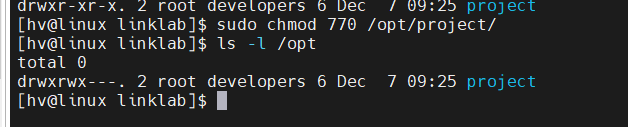 drwxr-xr-x. 2 root developers 6 Dec  7 09:25 project
[hv@linux linklab]$ sudo chmod 770 /opt/project/
[hv@linux linklab]$ ls -l /opt
total 0
drwxrwx---. 2 root developers 6 Dec  7 09:25 project
[hv@linux linklab]$